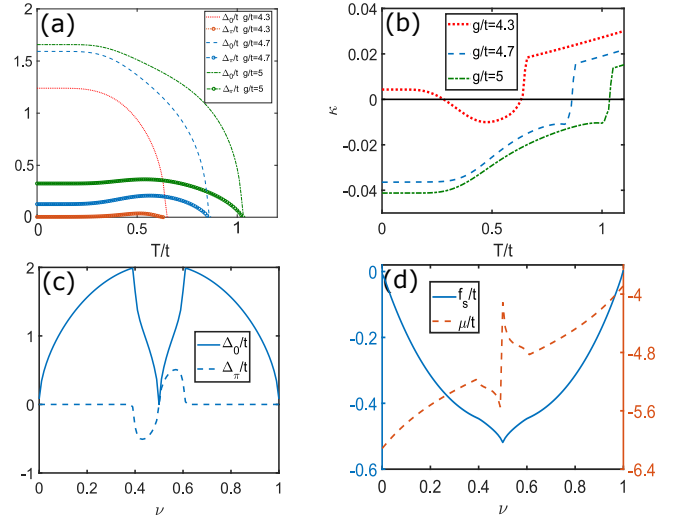 (a)
Δ₀/t g/t=4.3
Δπ/t g/t=4.3
Δ₀/t g/t=4.7
Δπ/t g/t=4.7
Δ₀/t g/t=5
Δπ/t g/t=5
2
1.5
1
0.5
0
0 0.5 1
T/t
(b)
g/t=4.3
g/t=4.7
g/t=5
0.04
0.02
0
-0.02
-0.04
κ
0 0.5 1
T/t
(c)
Δ₀/t
Δπ/t
2
1
0
-1
0 0.2 0.4 0.6 0.8 1
ν
(d)
fₛ/t
μ/t
0
-0.2
-0.4
-0.6
-4
-4.8
-5.6
-6.4
0 0.2 0.4 0.6 0.8 1
ν